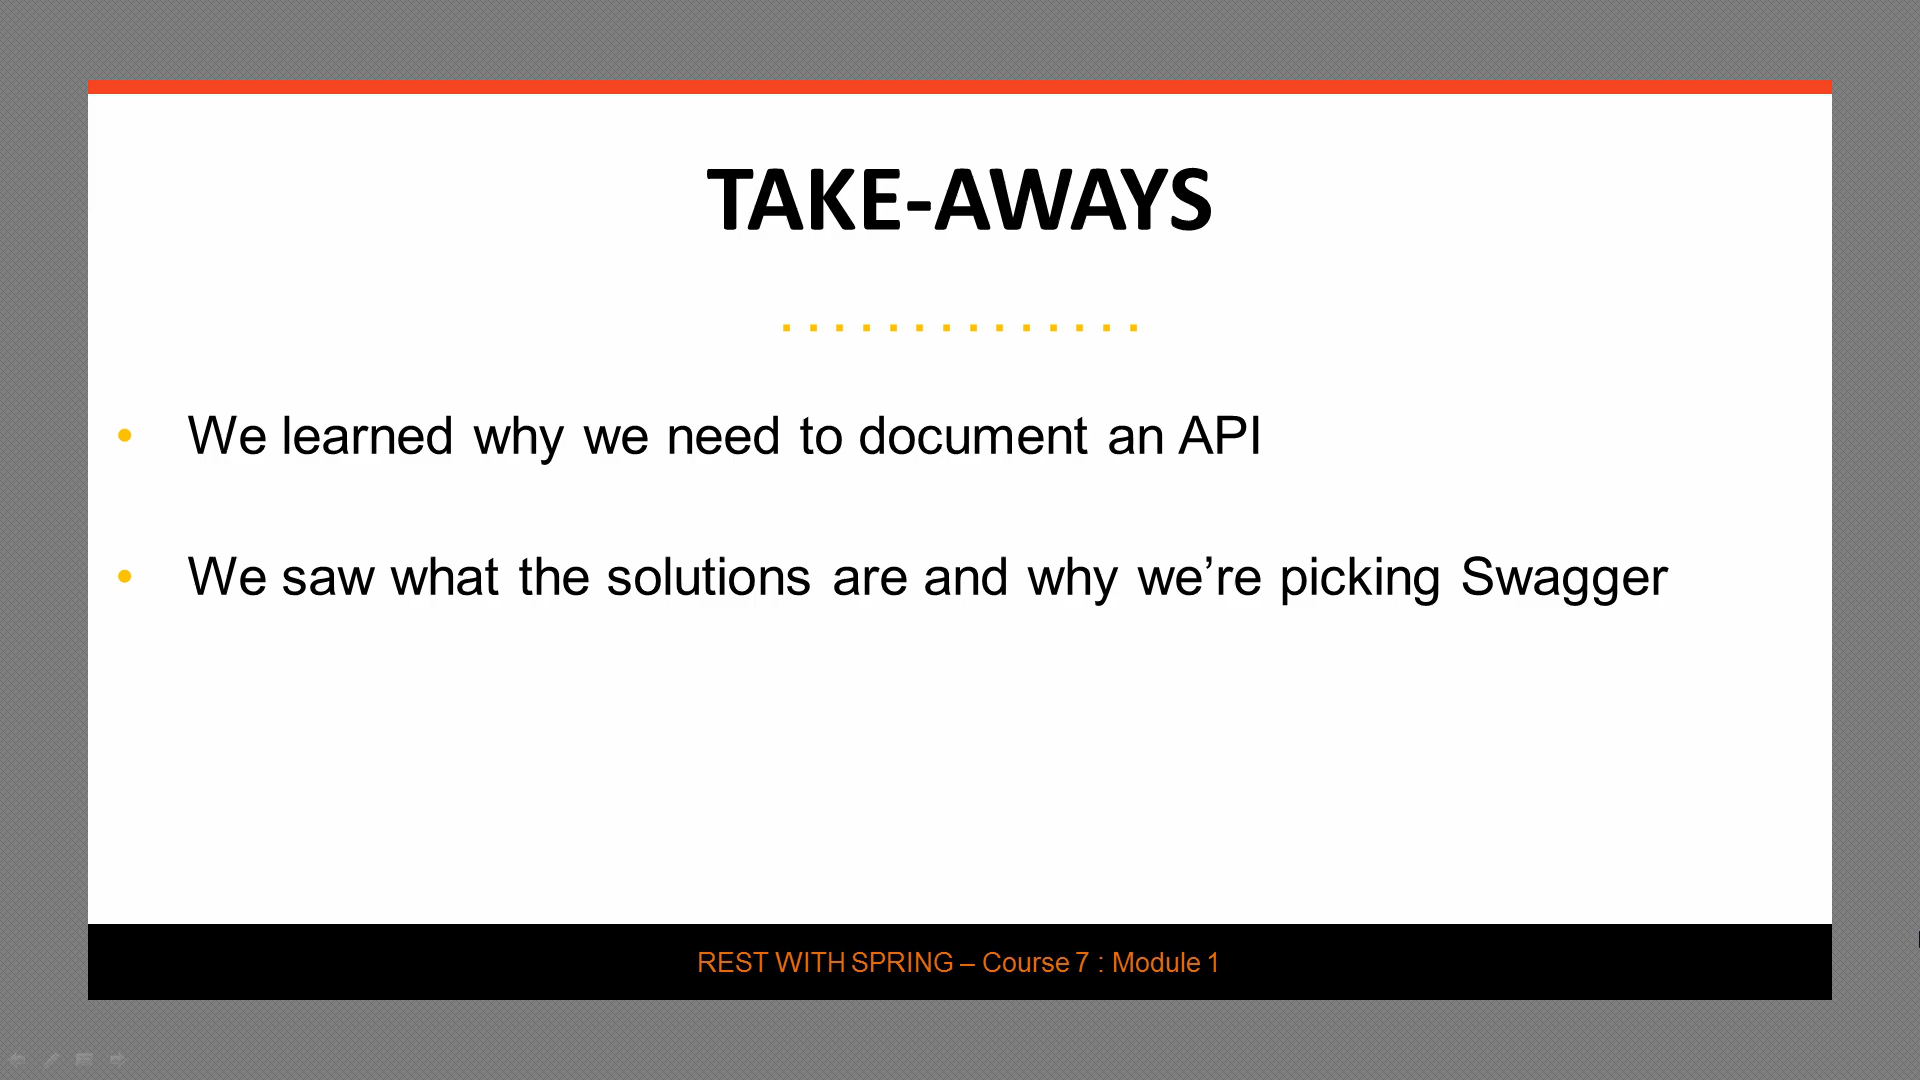 TAKE-AWAYS
• We learned why we need to document an API
• We saw what the solutions are and why we’re picking Swagger
REST WITH SPRING – Course 7 : Module 1